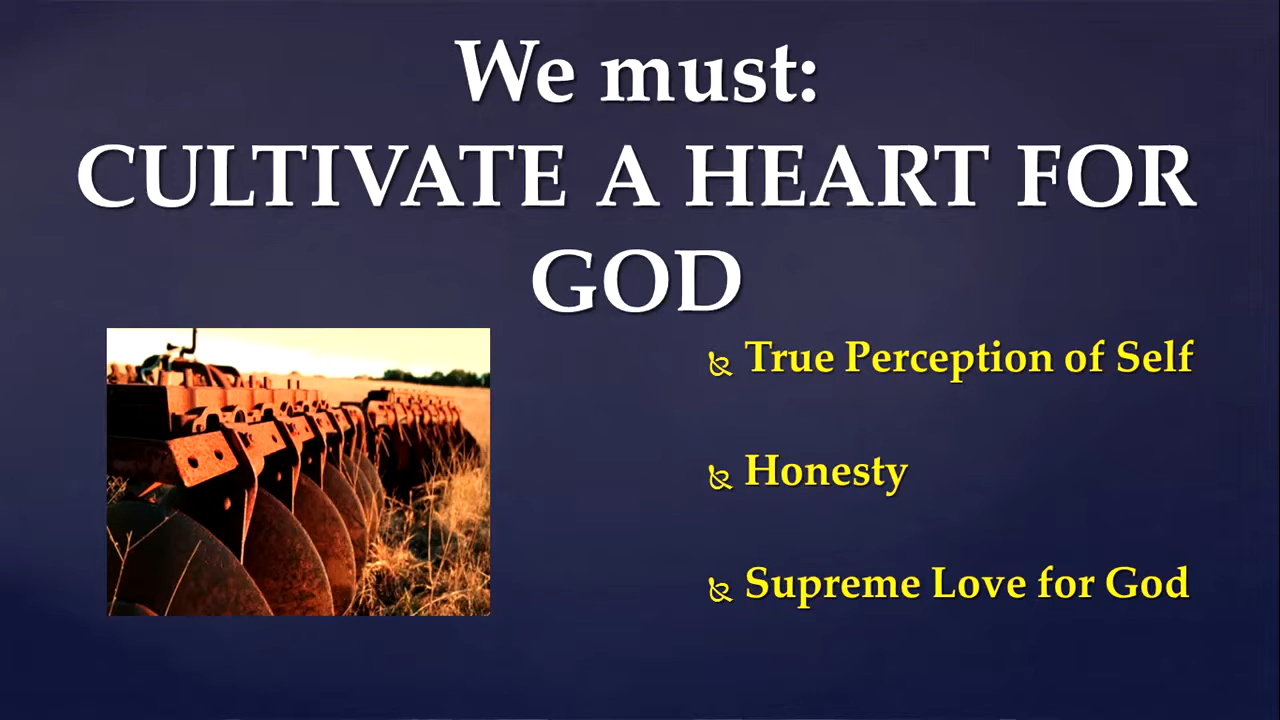 We must:
CULTIVATE A HEART FOR
GOD
True Perception of Self
Honesty
Supreme Love for God